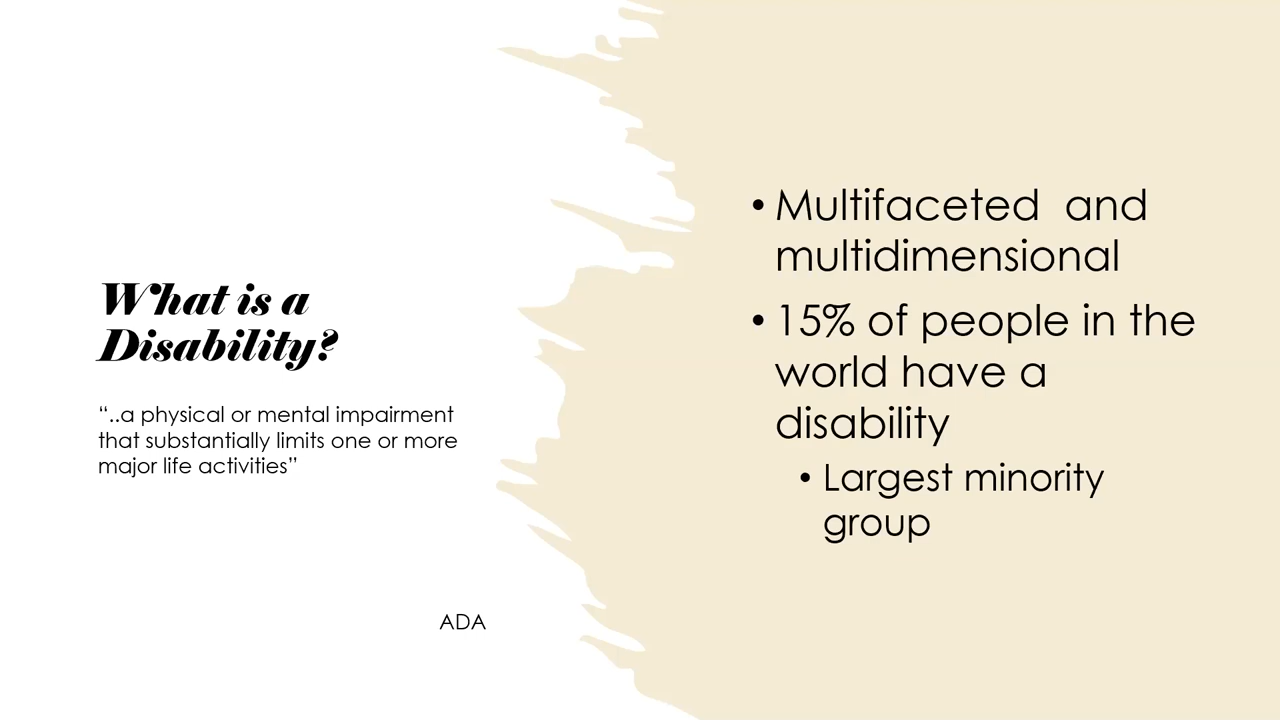 What is a
Disability?
“..a physical or mental impairment
that substantially limits one or more
major life activities”
ADA
• Multifaceted  and
multidimensional
• 15% of people in the
world have a
disability
• Largest minority
group